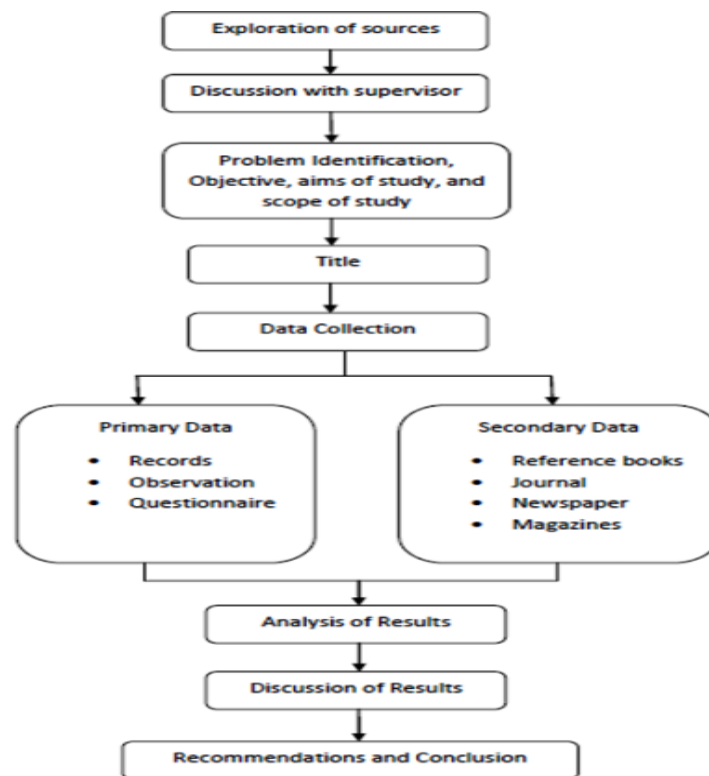 Exploration of sources
Discussion with supervisor
Problem Identification,
Objective, aims of study, and
scope of study
Title
Data Collection
Primary Data
• Records
• Observation
• Questionnaire
Secondary Data
• Reference books
• Journal
• Newspaper
• Magazines
Analysis of Results
Discussion of Results
Recommendations and Conclusion